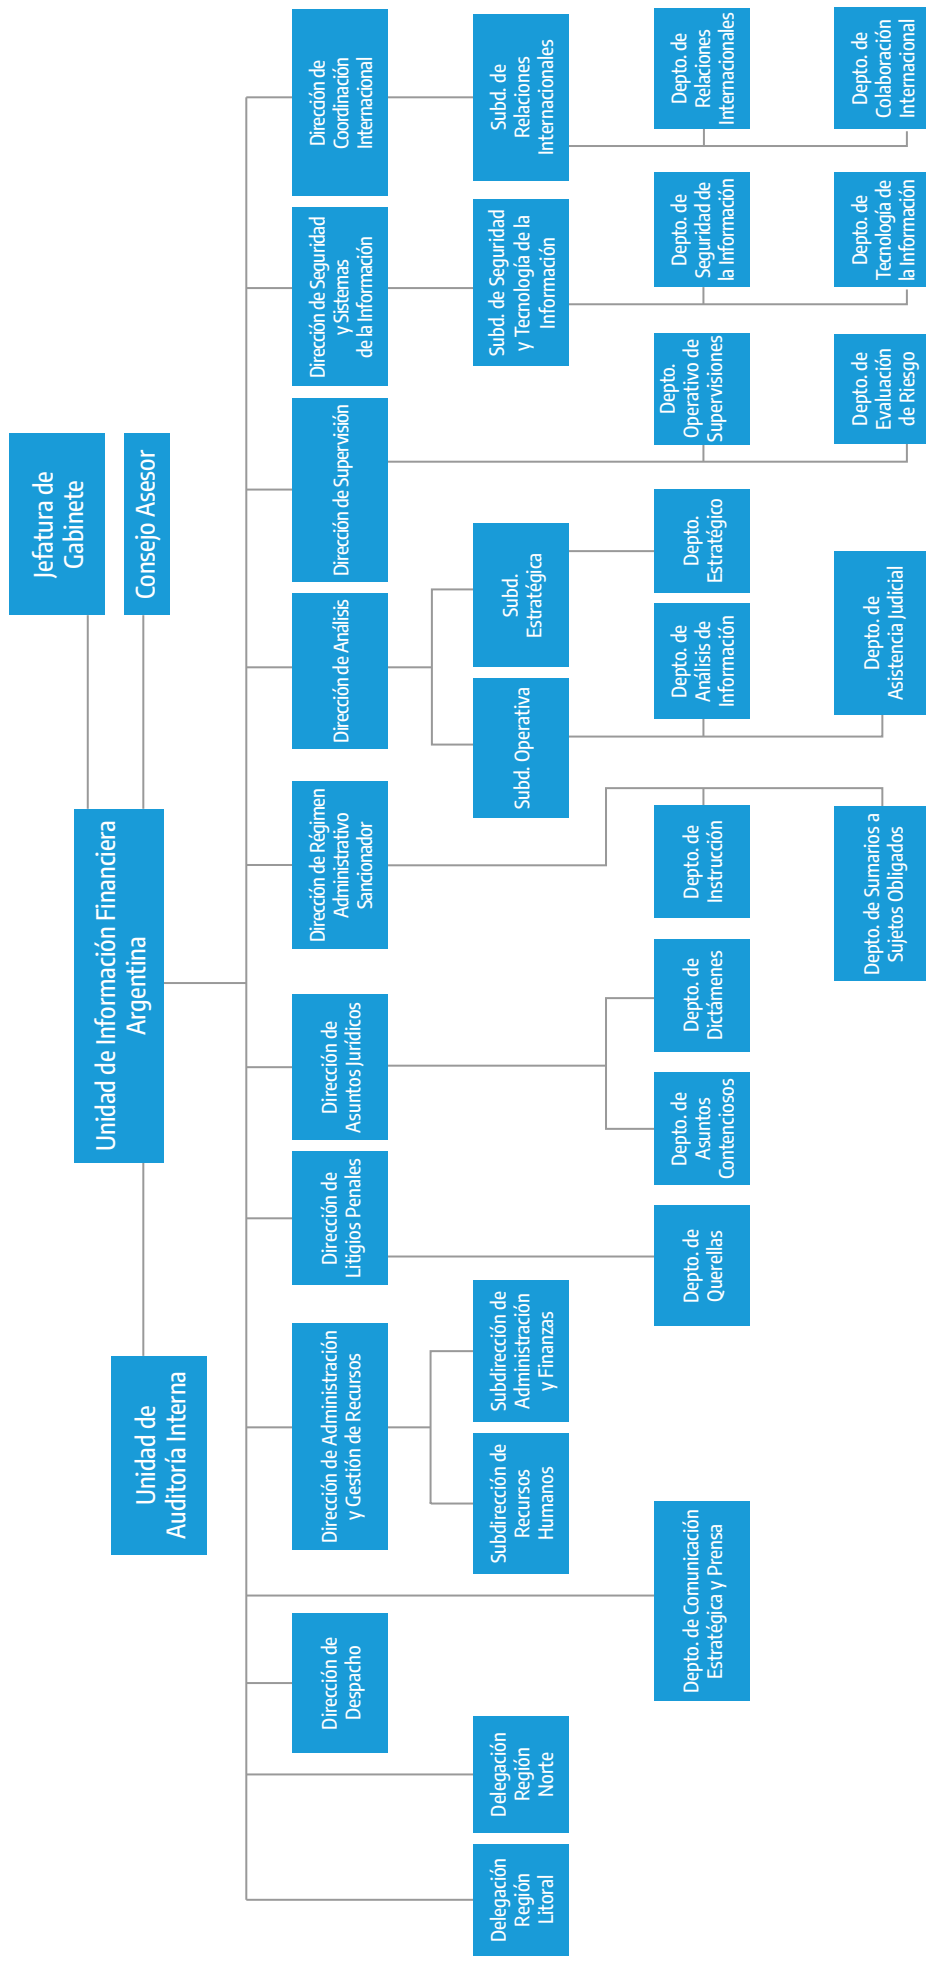 Jefatura de
Gabinete
Consejo Asesor
Unidad de Información Financiera
Argentina
Unidad de
Auditoría Interna
Delegación
Región
Litoral
Delegación
Región
Norte
Dirección de
Despacho
Depto. de Comunicación
Estratégica y Prensa
Dirección de Administración
y Gestión de Recursos
Subdirección de
Recursos
Humanos
Subdirección de
Administración
y Finanzas
Dirección de
Litigios Penales
Depto. de
Querellas
Dirección de
Asuntos Jurídicos
Depto. de
Asuntos
Contenciosos
Depto. de
Dictámenes
Dirección de Régimen
Administrativo
Sancionador
Depto. de
Instrucción
Depto. de Sumarios a
Sujetos Obligados
Dirección de Análisis
Subd. Operativa
Subd.
Estratégica
Depto. de
Análisis de
Información
Depto. de
Asistencia Judicial
Depto.
Estratégico
Dirección de Supervisión
Depto.
Operativo de
Supervisiones
Depto. de
Evaluación
de Riesgo
Dirección de Seguridad
y Sistemas
de la Información
Subd. de Seguridad
y Tecnología de la
Información
Depto. de
Seguridad de
la Información
Depto. de
Tecnología de
la Información
Dirección de
Coordinación
Internacional
Subd. de
Relaciones
Internacionales
Depto. de
Relaciones
Internacionales
Depto. de
Colaboración
Internacional